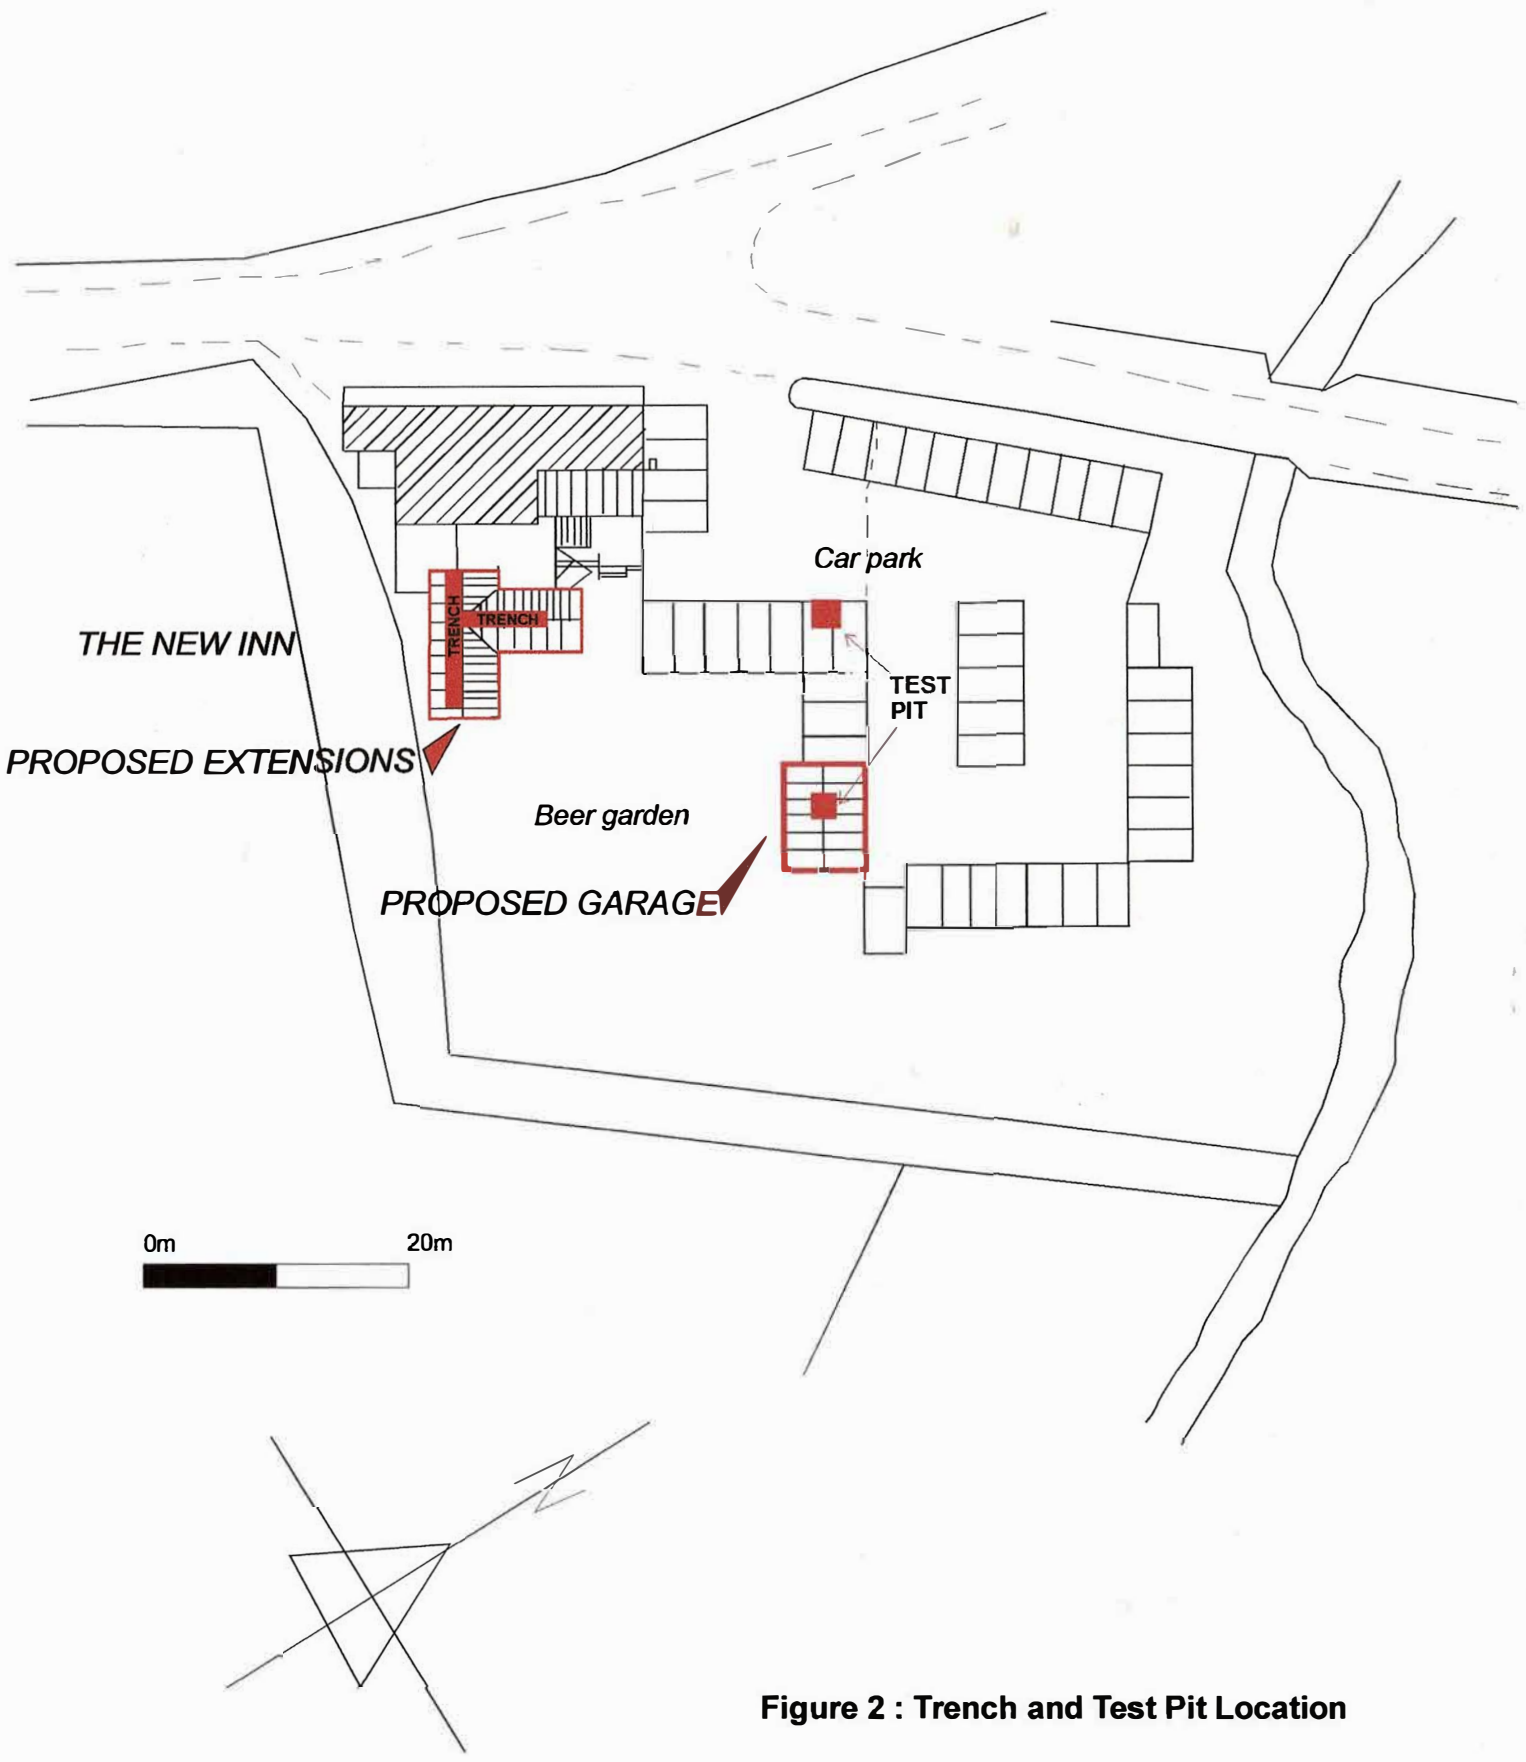 Car park
TRENCH
TRENCH
THE NEW INN
TEST
PIT
PROPOSED EXTENSIONS
Beer garden
PROPOSED GARAGE
0m 20m
N
Figure 2 : Trench and Test Pit Location